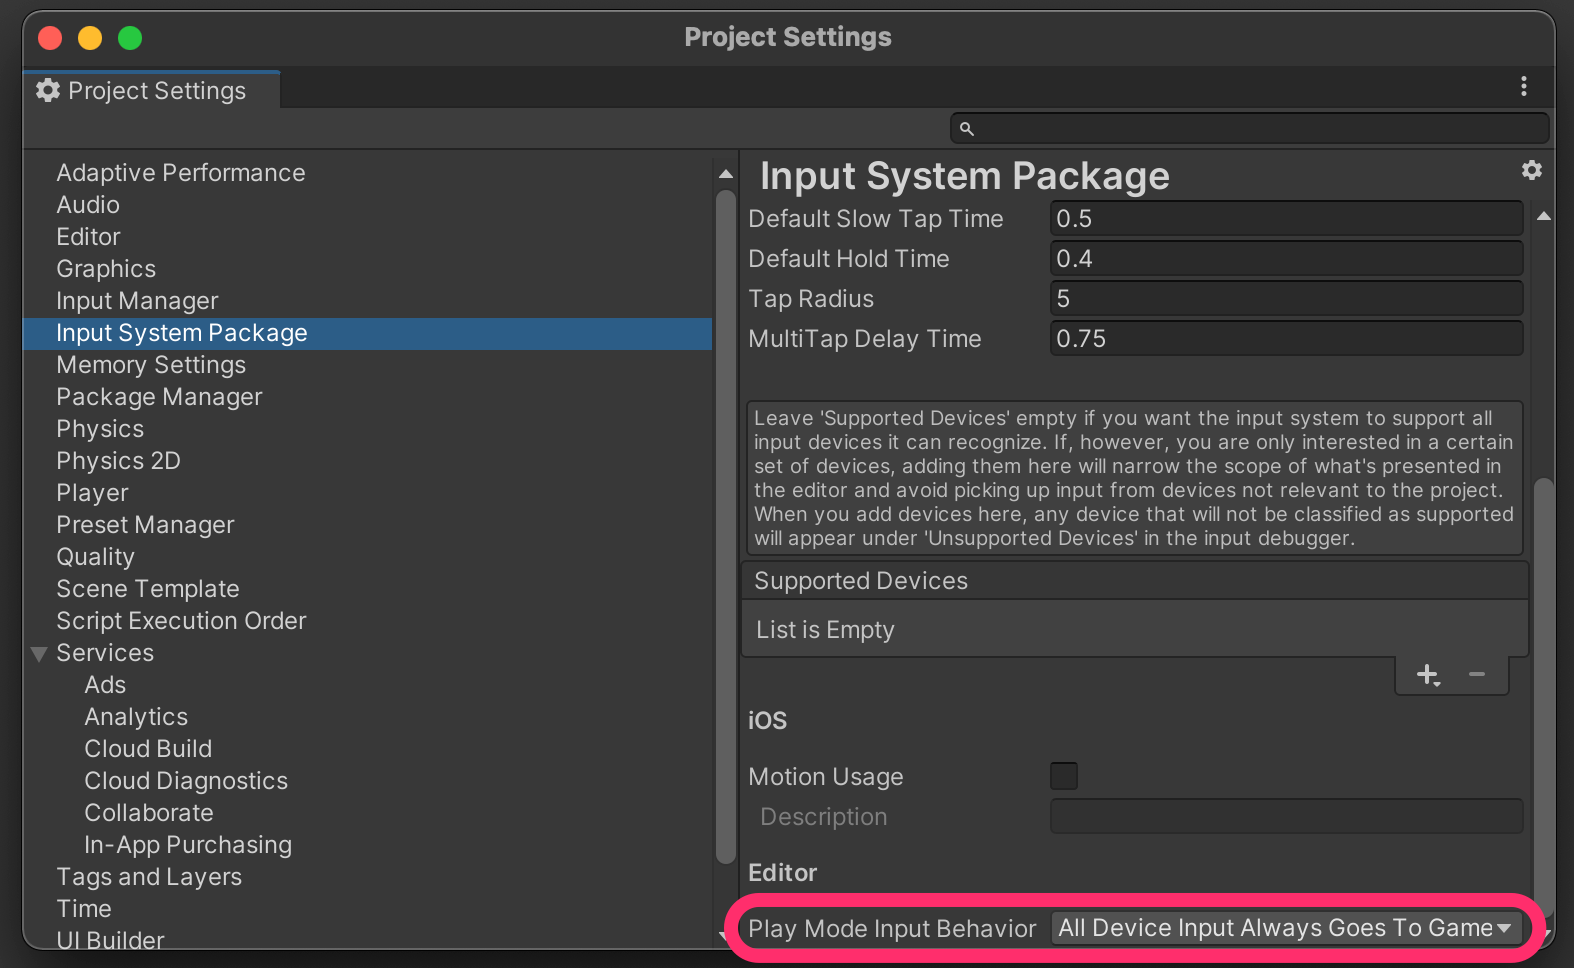 Project Settings
Project Settings
Adaptive Performance
Audio
Editor
Graphics
Input Manager
Input System Package
Memory Settings
Package Manager
Physics
Physics 2D
Player
Preset Manager
Quality
Scene Template
Script Execution Order
Services
Ads
Analytics
Cloud Build
Cloud Diagnostics
Collaborate
In-App Purchasing
Tags and Layers
Time
UI Builder
Input System Package
Default Slow Tap Time 0.5
Default Hold Time 0.4
Tap Radius 5
MultiTap Delay Time 0.75
Leave 'Supported Devices' empty if you want the input system to support all
input devices it can recognize. If, however, you are only interested in a certain
set of devices, adding them here will narrow the scope of what's presented in
the editor and avoid picking up input from devices not relevant to the project.
When you add devices here, any device that will not be classified as supported
will appear under 'Unsupported Devices' in the input debugger.
Supported Devices
List is Empty
iOS
Motion Usage
Description
Editor
Play Mode Input Behavior All Device Input Always Goes To Game